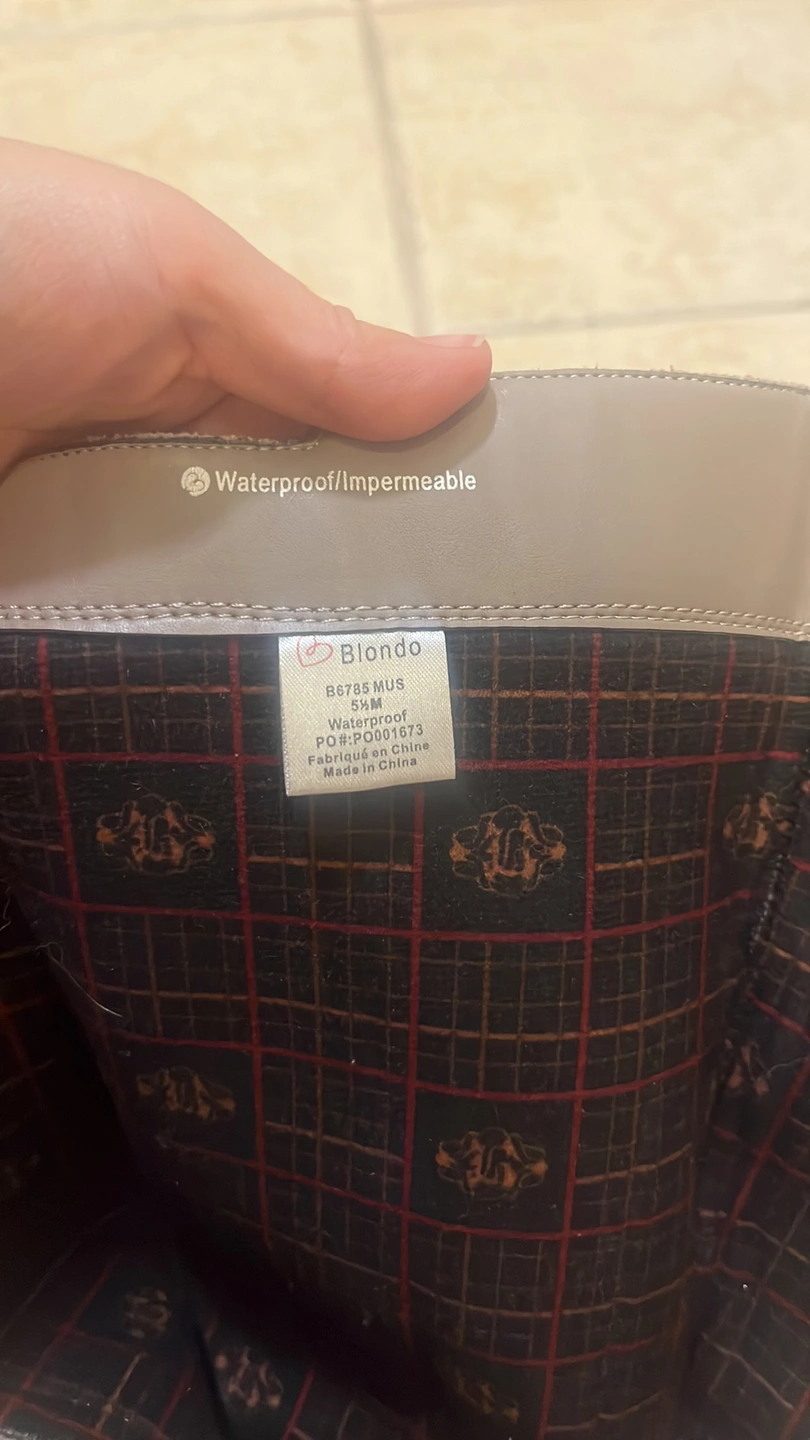 Waterproof/Impermeable
Blondo
B6785 MUS
5½M
Waterproof
PO#:PO001673
Fabriqué en Chine
Made in China